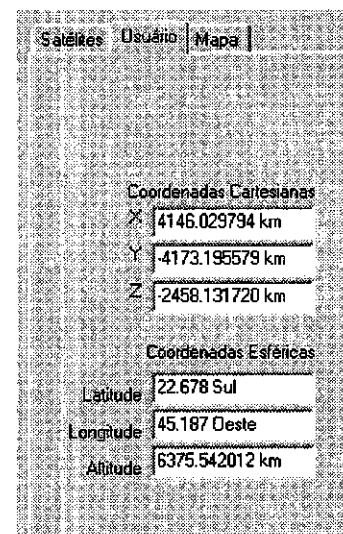 Satélites Usuário Mapa
Coordenadas Cartesianas
X 4146.029794 km
Y -4173.195579 km
Z -2458.131720 km
Coordenadas Esféricas
Latitude 22.678 Sul
Longitude 45.187 Oeste
Altitude 6375.542012 km